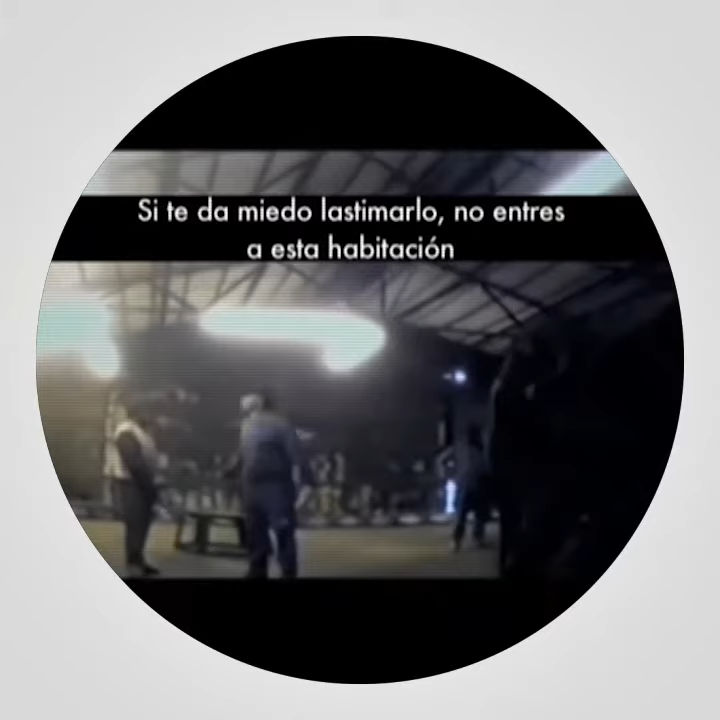 Si te da miedo lastimarlo, no entres
a esta habitación